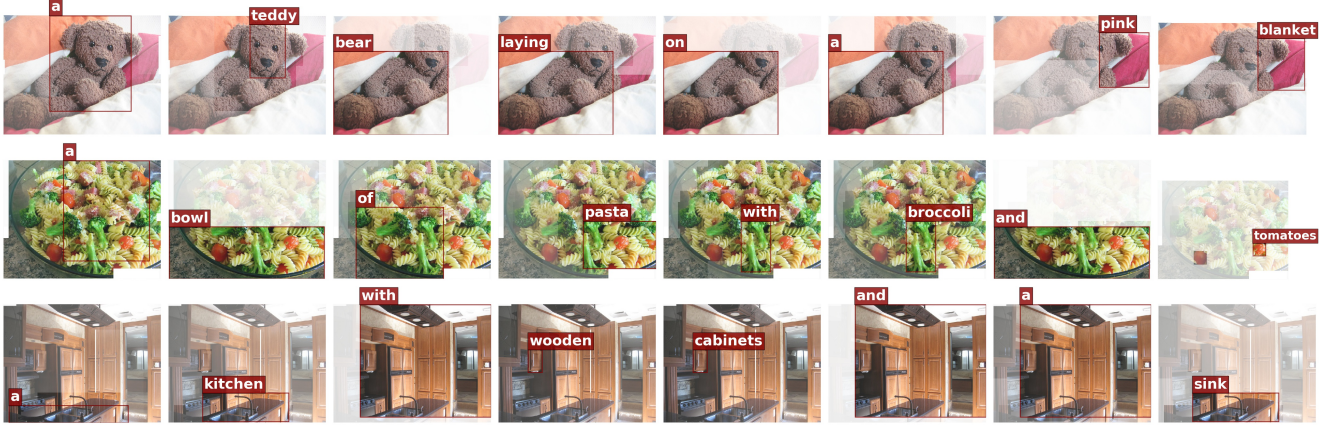 a teddy bear laying on a pink blanket
a bowl of pasta with broccoli and tomatoes
a kitchen with wooden cabinets and a sink